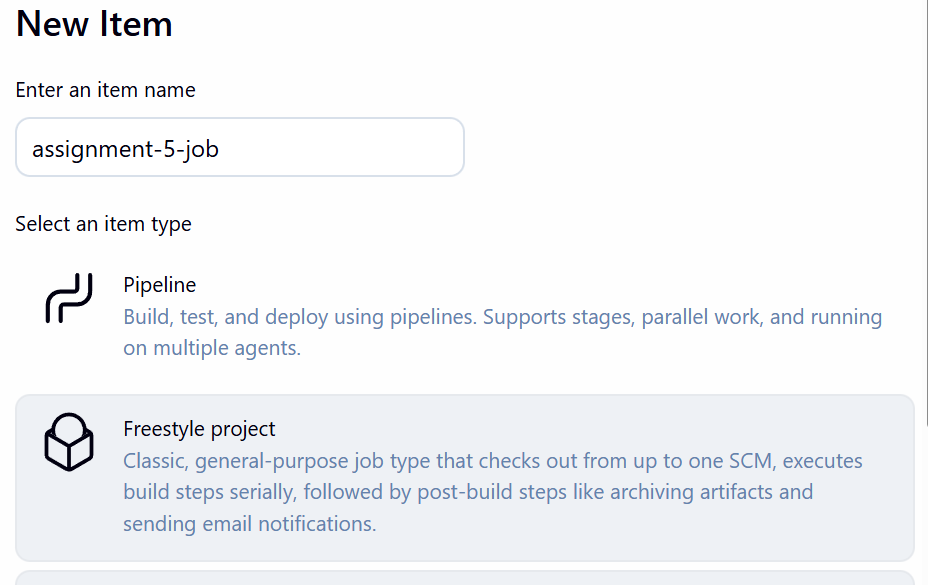 New Item
Enter an item name
assignment-5-job
Select an item type
Pipeline
Build, test, and deploy using pipelines. Supports stages, parallel work, and running
on multiple agents.
Freestyle project
Classic, general-purpose job type that checks out from up to one SCM, executes
build steps serially, followed by post-build steps like archiving artifacts and
sending email notifications.